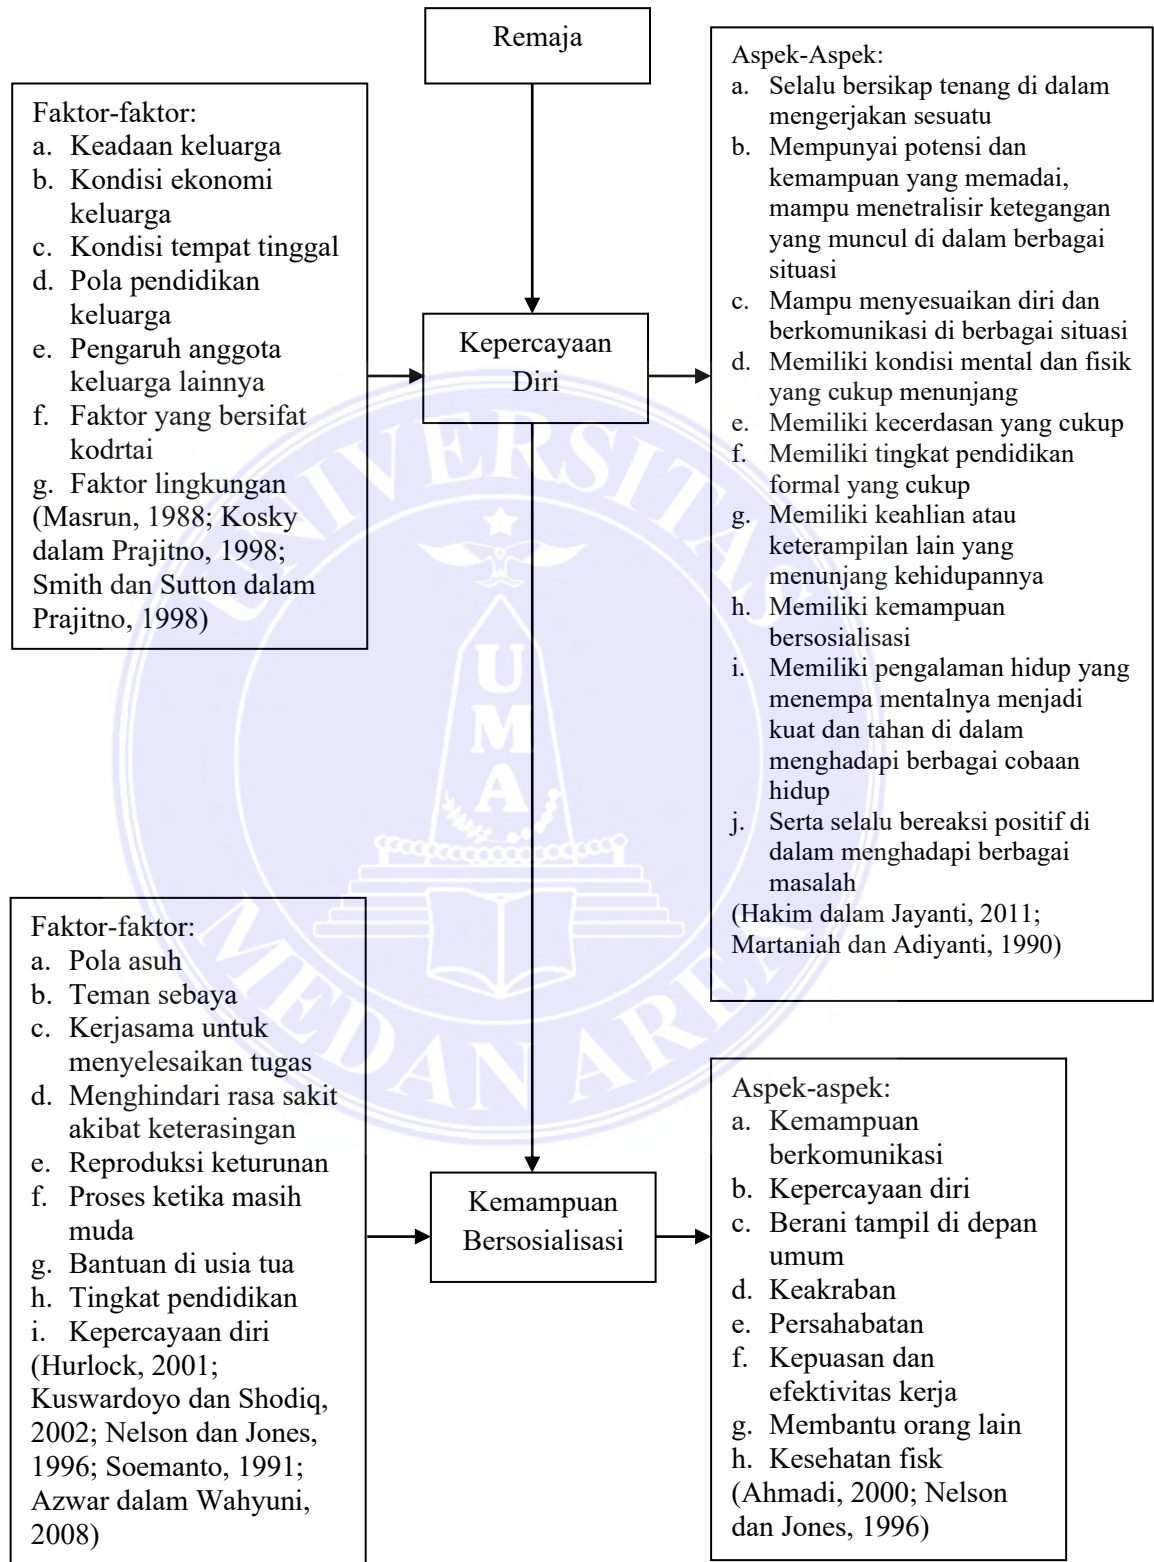 Remaja
Faktor-faktor:
a. Keadaan keluarga
b. Kondisi ekonomi
keluarga
c. Kondisi tempat tinggal
d. Pola pendidikan
keluarga
e. Pengaruh anggota
keluarga lainnya
f. Faktor yang bersifat
kodrtai
g. Faktor lingkungan
(Masrun, 1988; Kosky
dalam Prajitno, 1998;
Smith dan Sutton dalam
Prajitno, 1998)
Kepercayaan
Diri
Aspek-Aspek:
a. Selalu bersikap tenang di dalam
mengerjakan sesuatu
b. Mempunyai potensi dan
kemampuan yang memadai,
mampu menetralisir ketegangan
yang muncul di dalam berbagai
situasi
c. Mampu menyesuaikan diri dan
berkomunikasi di berbagai situasi
d. Memiliki kondisi mental dan fisik
yang cukup menunjang
e. Memiliki kecerdasan yang cukup
f. Memiliki tingkat pendidikan
formal yang cukup
g. Memiliki keahlian atau
keterampilan lain yang
menunjang kehidupannya
h. Memiliki kemampuan
bersosialisasi
i. Memiliki pengalaman hidup yang
menempa mentalnya menjadi
kuat dan tahan di dalam
menghadapi berbagai cobaan
hidup
j. Serta selalu bereaksi positif di
dalam menghadapi berbagai
masalah
(Hakim dalam Jayanti, 2011;
Martaniah dan Adiyanti, 1990)
UNIVERSITAS
UMA
MEDAN AREA
Faktor-faktor:
a. Pola asuh
b. Teman sebaya
c. Kerjasama untuk
menyelesaikan tugas
d. Menghindari rasa sakit
akibat keterasingan
e. Reproduksi keturunan
f. Proses ketika masih
muda
g. Bantuan di usia tua
h. Tingkat pendidikan
i. Kepercayaan diri
(Hurlock, 2001;
Kuswardoyo dan Shodiq,
2002; Nelson dan Jones,
1996; Soemanto, 1991;
Azwar dalam Wahyuni,
2008)
Kemampuan
Bersosialisasi
Aspek-aspek:
a. Kemampuan
berkomunikasi
b. Kepercayaan diri
c. Berani tampil di depan
umum
d. Keakraban
e. Persahabatan
f. Kepuasan dan
efektivitas kerja
g. Membantu orang lain
h. Kesehatan fisk
(Ahmadi, 2000; Nelson
dan Jones, 1996)